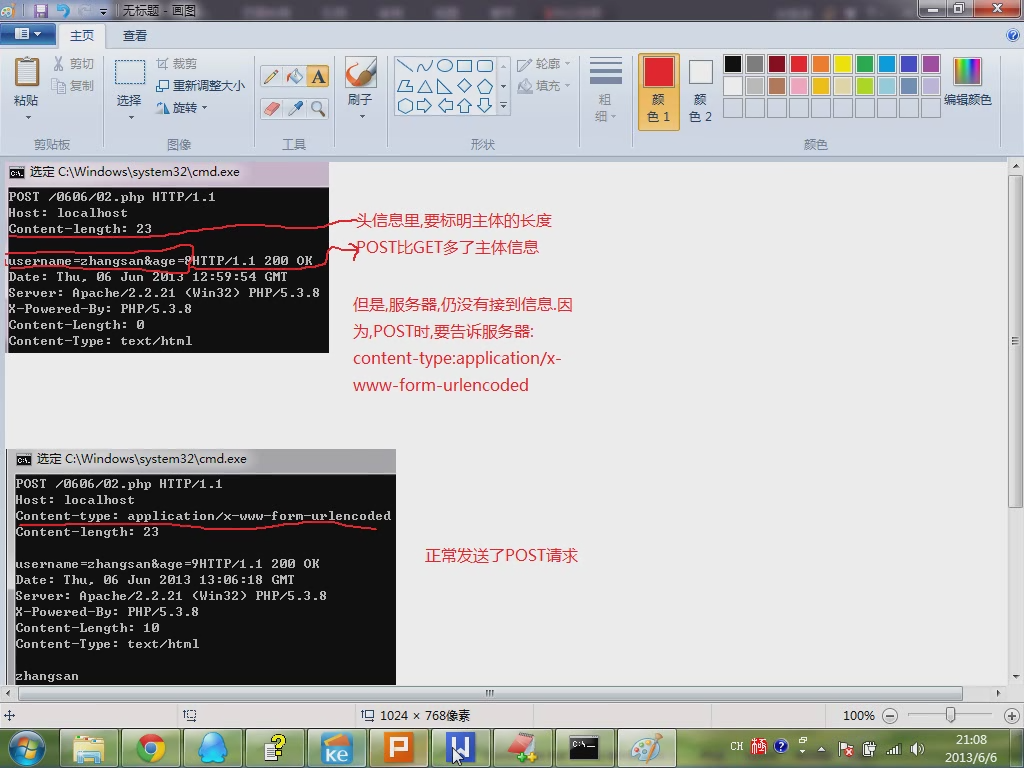 无标题 - 画图
主页
查看
粘贴
剪切
复制
剪贴板
选择
裁剪
重新调整大小
旋转
图像
A
工具
刷子
轮廓
填充
形状
粗
细
颜
色 1
颜
色 2
编辑颜色
颜色
选定 C:\Windows\system32\cmd.exe
POST /0606/02.php HTTP/1.1
Host: localhost
Content-length: 23
username=zhangsan&age=9HTTP/1.1 200 OK
Date: Thu, 06 Jun 2013 12:59:54 GMT
Server: Apache/2.2.21 (Win32) PHP/5.3.8
X-Powered-By: PHP/5.3.8
Content-Length: 0
Content-Type: text/html
头信息里,要标明主体的长度
POST比GET多了主体信息
但是,服务器,仍没有接到信息.因
为,POST时,要告诉服务器:
content-type:application/x-
www-form-urlencoded
选定 C:\Windows\system32\cmd.exe
POST /0606/02.php HTTP/1.1
Host: localhost
Content-type: application/x-www-form-urlencoded
Content-length: 23
username=zhangsan&age=9HTTP/1.1 200 OK
Date: Thu, 06 Jun 2013 13:06:18 GMT
Server: Apache/2.2.21 (Win32) PHP/5.3.8
X-Powered-By: PHP/5.3.8
Content-Length: 10
Content-Type: text/html
zhangsan
正常发送了POST请求
1024 × 768像素
100%
ke
P
C:\_
CH
21:08
2013/6/6